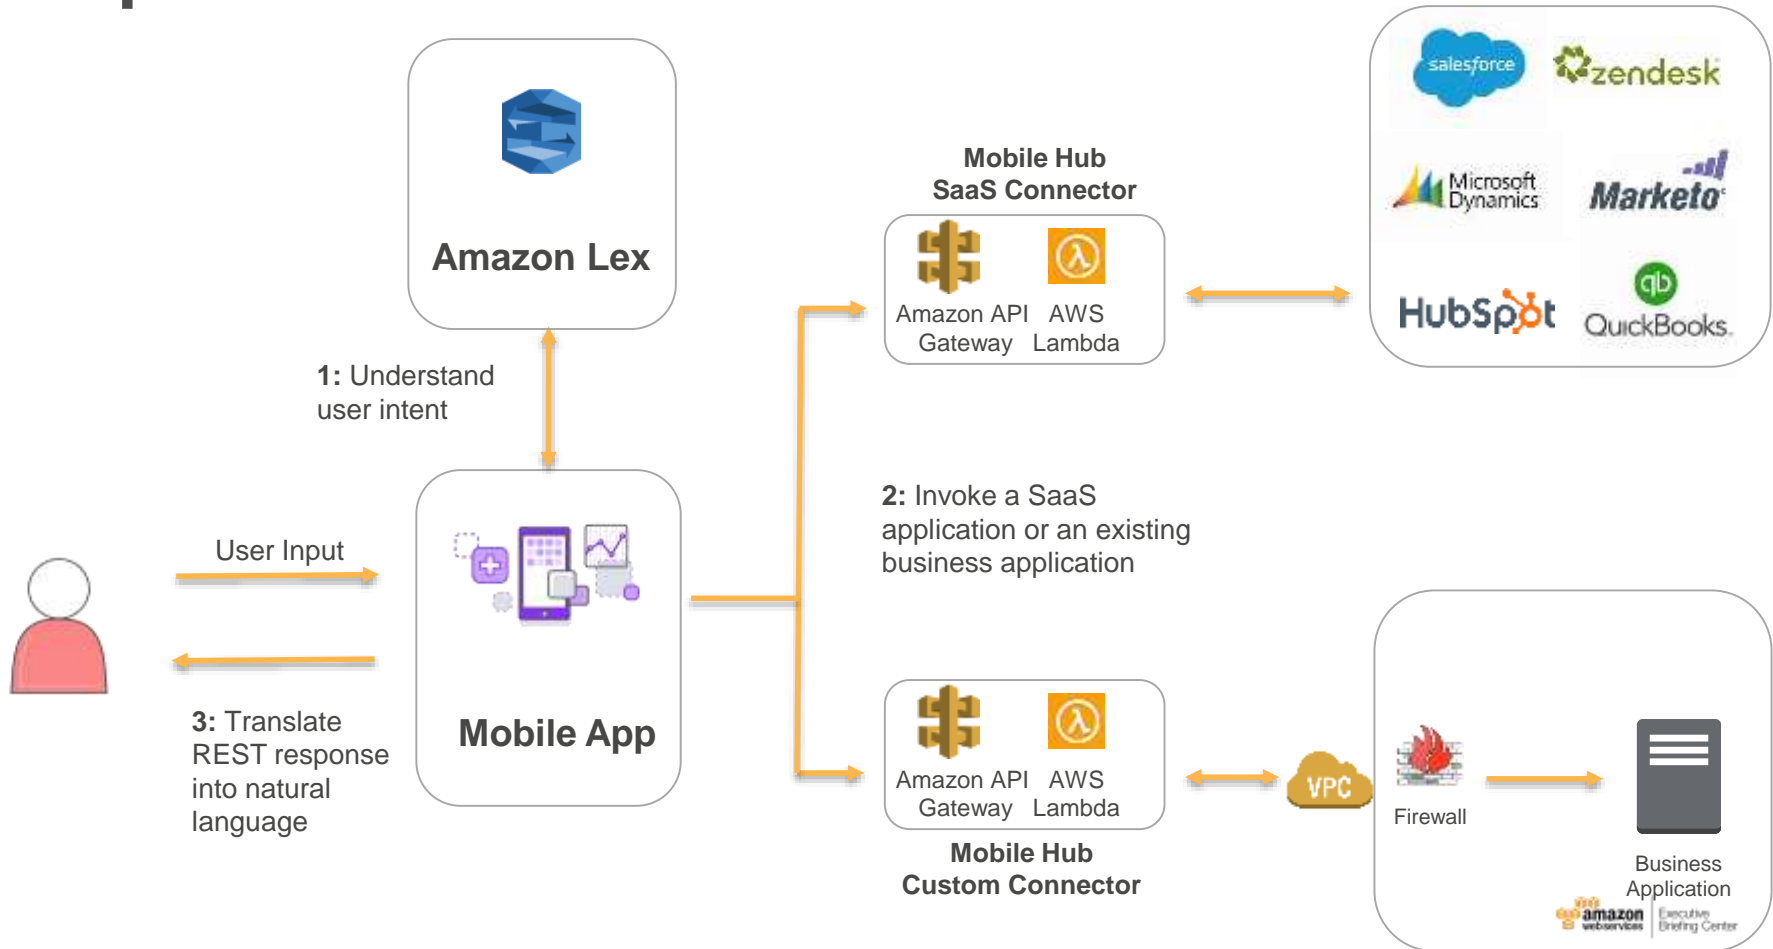 Amazon Lex
1: Understand
user intent
User Input
3: Translate
REST response
into natural
language
Mobile App
Mobile Hub
SaaS Connector
Amazon API
Gateway
AWS
Lambda
2: Invoke a SaaS
application or an existing
business application
Amazon API
Gateway
AWS
Lambda
Mobile Hub
Custom Connector
salesforce
zendesk
Microsoft
Dynamics
Marketo
HubSpot
qb
QuickBooks.
VPC
Firewall
Business
Application
amazon
webservices
Executive
Briefing Center